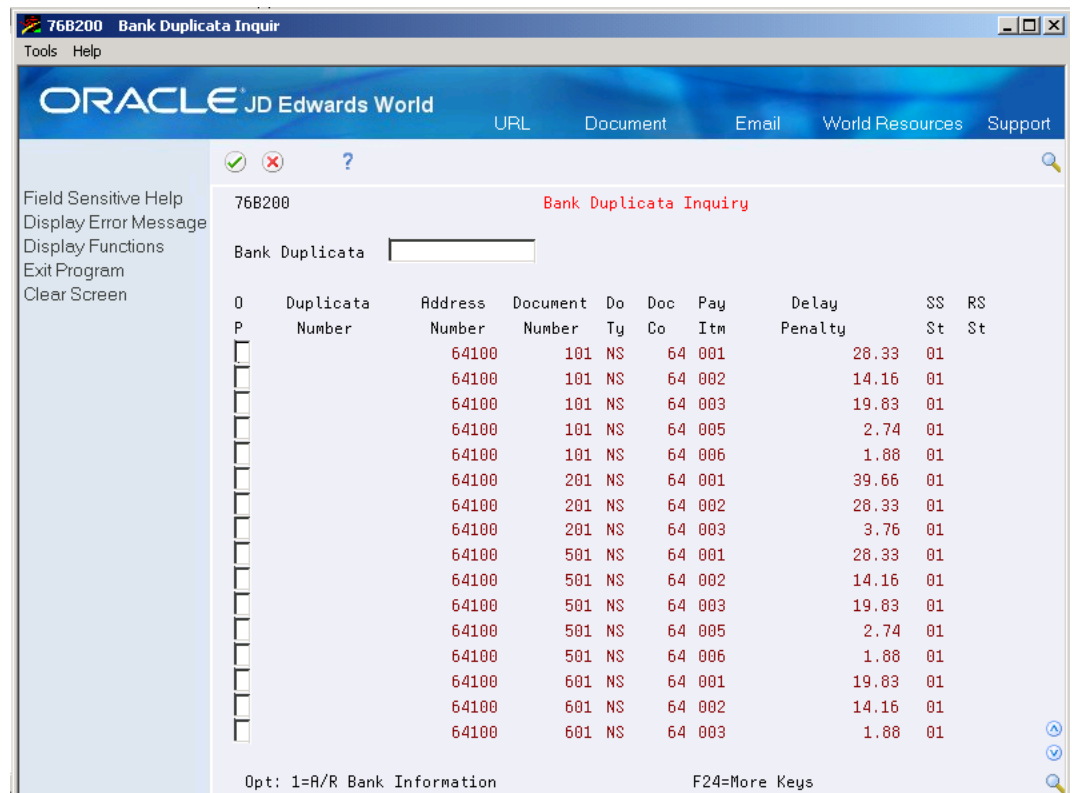 76B200 Bank Duplicata Inquir
Tools Help
ORACLE JD Edwards World
URL Document Email World Resources Support
?
Field Sensitive Help
Display Error Message
Display Functions
Exit Program
Clear Screen
76B200 Bank Duplicata Inquiry
Bank Duplicata
O Duplicata Address Document Do Doc Pay Delay SS RS
P Number Number Number Ty Co Itm Penalty St St
64100 101 NS 64 001 28.33 01
64100 101 NS 64 002 14.16 01
64100 101 NS 64 003 19.83 01
64100 101 NS 64 005 2.74 01
64100 101 NS 64 006 1.88 01
64100 201 NS 64 001 39.66 01
64100 201 NS 64 002 28.33 01
64100 201 NS 64 003 3.76 01
64100 501 NS 64 001 28.33 01
64100 501 NS 64 002 14.16 01
64100 501 NS 64 003 19.83 01
64100 501 NS 64 005 2.74 01
64100 501 NS 64 006 1.88 01
64100 601 NS 64 001 19.83 01
64100 601 NS 64 002 14.16 01
64100 601 NS 64 003 1.88 01
Opt: 1=A/R Bank Information F24=More Keys